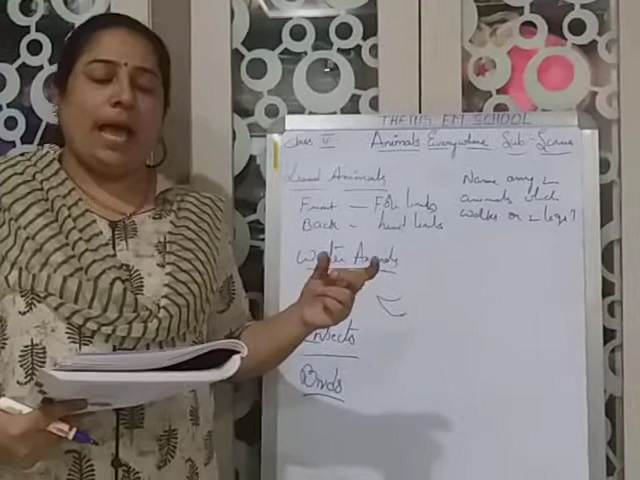 THEJUS EM SCHOOL
Class V Animals Everywhere Sub-Science
Land Animals
Front — Fore limbs
Back — hind limbs
Water Animals
Insects
Birds
Name any 2
animals which
walks on 2 legs?